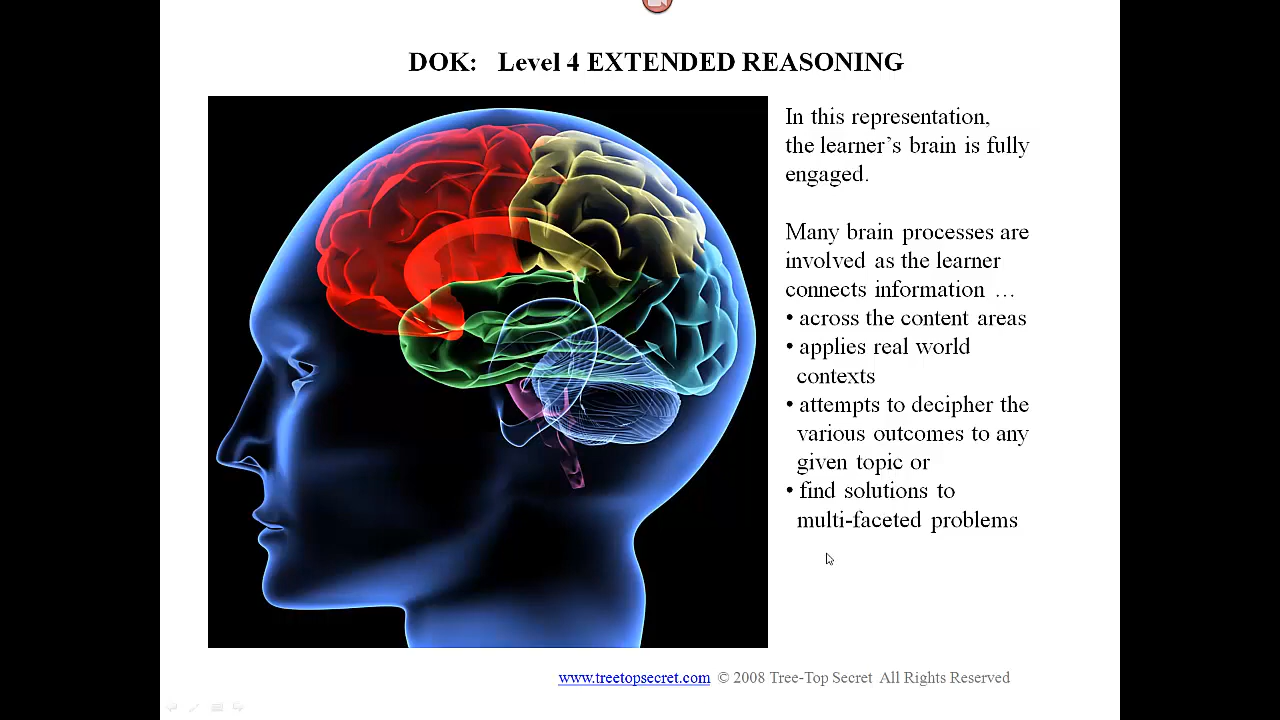 DOK: Level 4 EXTENDED REASONING
In this representation,
the learner's brain is fully
engaged.
Many brain processes are
involved as the learner
connects information …
• across the content areas
• applies real world
contexts
• attempts to decipher the
various outcomes to any
given topic or
• find solutions to
multi-faceted problems
www.treetopsecret.com © 2008 Tree-Top Secret All Rights Reserved